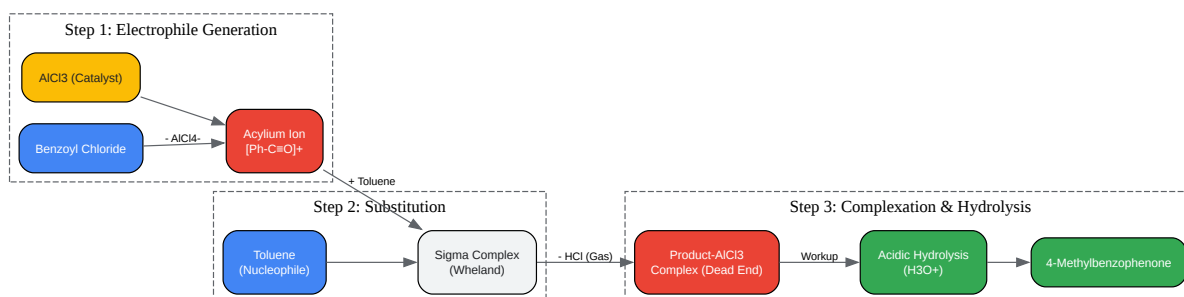 Step 1: Electrophile Generation
AlCl3 (Catalyst)
Benzoyl Chloride
- AlCl4-
Acylium Ion
[Ph-C≡O]+
+ Toluene
Step 2: Substitution
Toluene
(Nucleophile)
Sigma Complex
(Wheland)
- HCl (Gas)
Step 3: Complexation & Hydrolysis
Product-AlCl3
Complex (Dead End)
Workup
Acidic Hydrolysis
(H3O+)
4-Methylbenzophenone